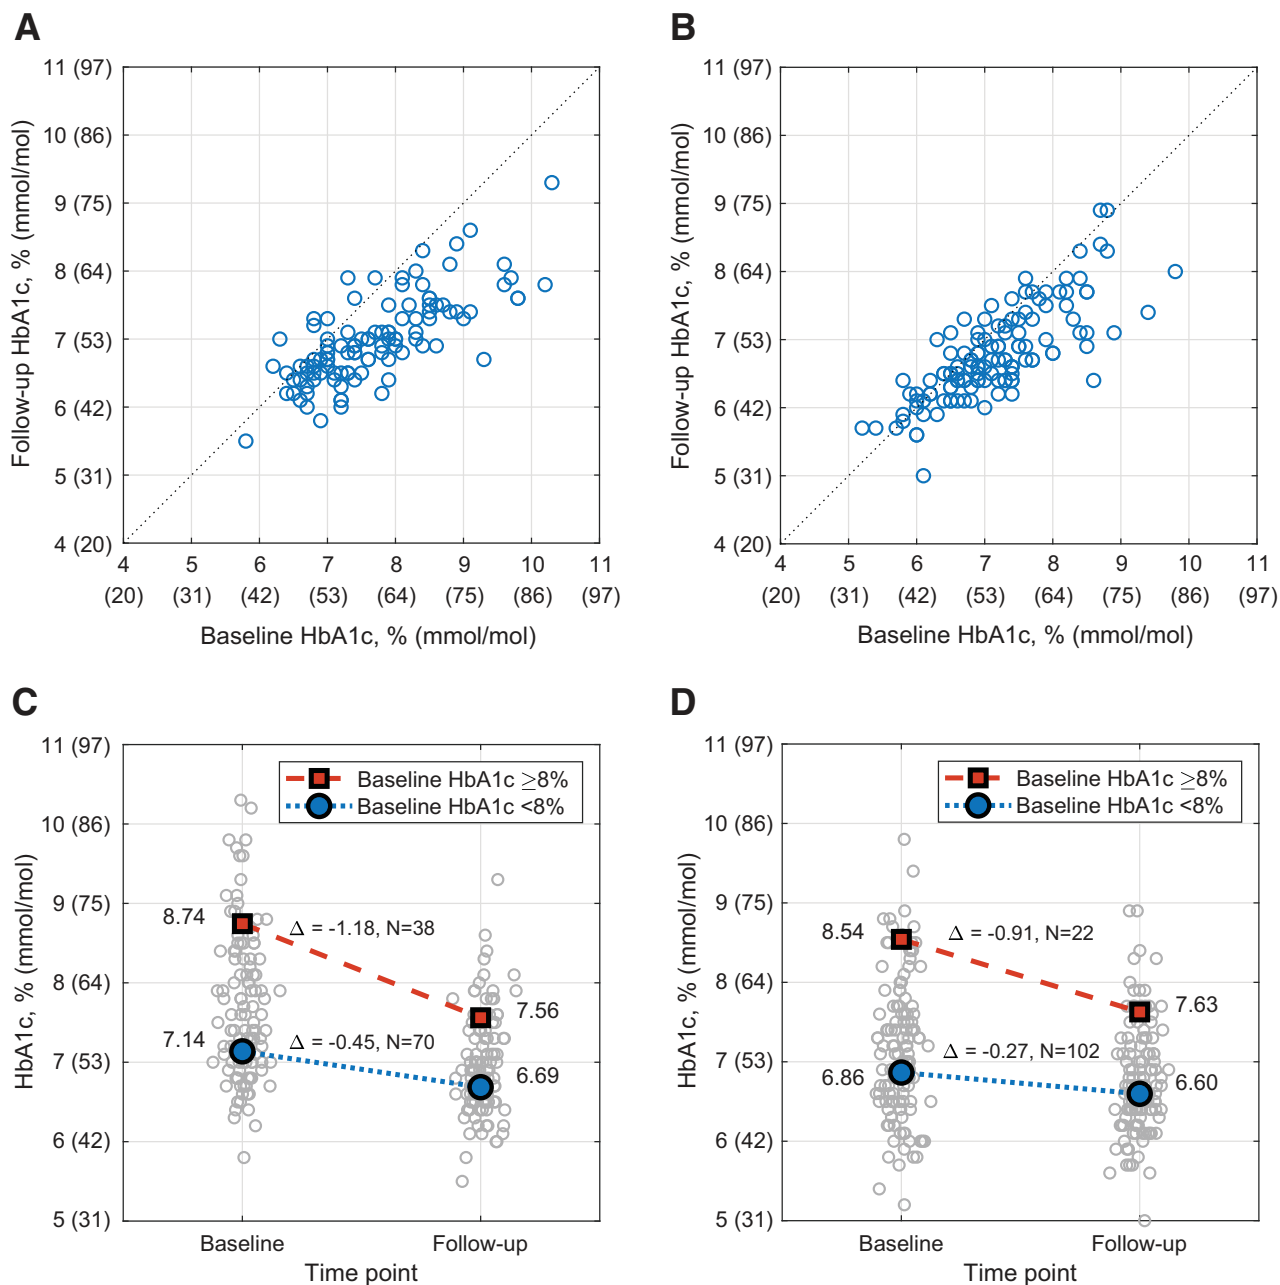 A
11 (97)
10 (86)
9 (75)
8 (64)
7 (53)
6 (42)
5 (31)
4 (20)
Follow-up HbA1c, % (mmol/mol)
4 5 6 7 8 9 10 11
(20) (31) (42) (53) (64) (75) (86) (97)
Baseline HbA1c, % (mmol/mol)
B
11 (97)
10 (86)
9 (75)
8 (64)
7 (53)
6 (42)
5 (31)
4 (20)
Follow-up HbA1c, % (mmol/mol)
4 5 6 7 8 9 10 11
(20) (31) (42) (53) (64) (75) (86) (97)
Baseline HbA1c, % (mmol/mol)
C
11 (97)
10 (86)
9 (75)
8 (64)
7 (53)
6 (42)
5 (31)
HbA1c, % (mmol/mol)
Baseline HbA1c ≥8%
Baseline HbA1c <8%
8.74
Δ = -1.18, N=38
7.56
7.14
Δ = -0.45, N=70
6.69
Baseline Follow-up
Time point
D
11 (97)
10 (86)
9 (75)
8 (64)
7 (53)
6 (42)
5 (31)
HbA1c, % (mmol/mol)
Baseline HbA1c ≥8%
Baseline HbA1c <8%
8.54
Δ = -0.91, N=22
7.63
6.86
Δ = -0.27, N=102
6.60
Baseline Follow-up
Time point